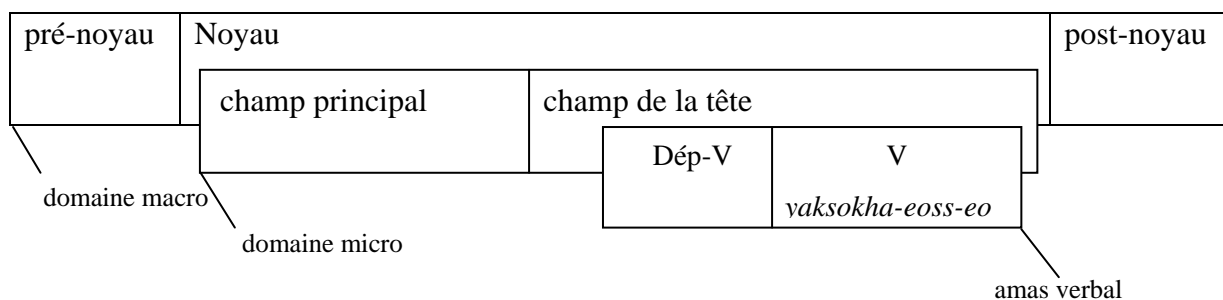 pré-noyau Noyau post-noyau
champ principal champ de la tête
Dép-V V
yaksokha-eoss-eo
domaine macro
domaine micro
amas verbal